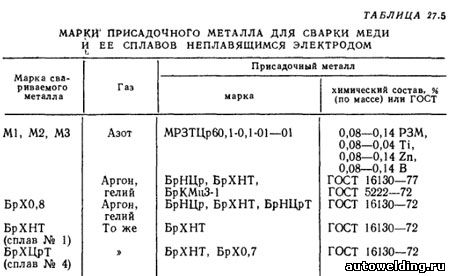 ТАБЛИЦА 27.5
МАРКИ ПРИСАДОЧНОГО МЕТАЛЛА ДЛЯ СВАРКИ МЕДИ
И ЕЕ СПЛАВОВ НЕПЛАВЯЩИМСЯ ЭЛЕКТРОДОМ
Марка сва-
риваемого
металла
Газ
Присадочный металл
марка
химический состав, %
(по массе) или ГОСТ
М1, М2, М3 Азот МРЗТЦр60,1-0,1-01—01 0,08—0,14 РЗМ,
0,08—0,04 Ti,
0,08—0,14 Zn,
0,08—0,14 В
Аргон, БрНЦр, БрХНТ, ГОСТ 16130—77
гелий БрКМц3-1 ГОСТ 5222—72
БрХ0,8 Аргон, БрНЦр, БрХНТ, БрНЦрТ ГОСТ 16130—72
гелий
БрХНТ То же БрХНТ ГОСТ 16130—72
(сплав № 1)
БрХЦрТ » БрХНТ, БрХ0,7 ГОСТ 16130—72
(сплав № 4)
autowelding.ru